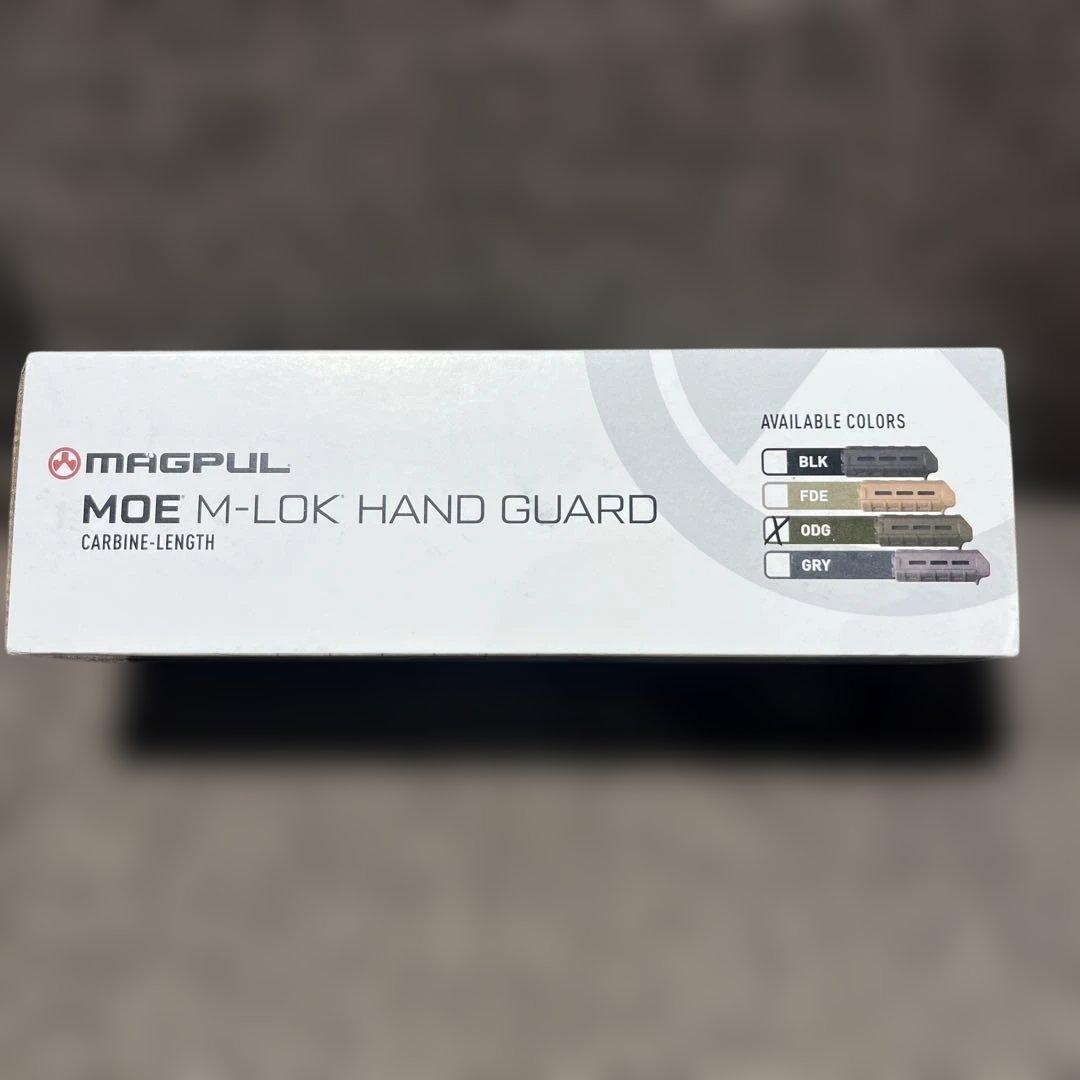 MAGPUL
MOE® M-LOK® HAND GUARD
CARBINE-LENGTH
AVAILABLE COLORS
BLK
FDE
ODG
GRY